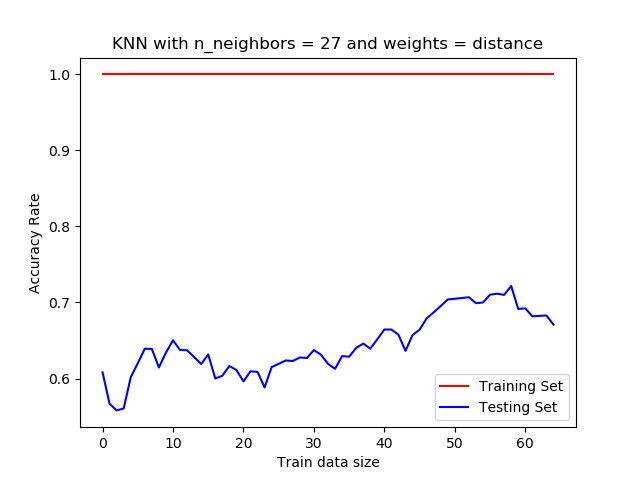 KNN with n_neighbors = 27 and weights = distance
Accuracy Rate
1.0
0.9
0.8
0.7
0.6
0
10
20
30
40
50
60
Train data size
Training Set
Testing Set